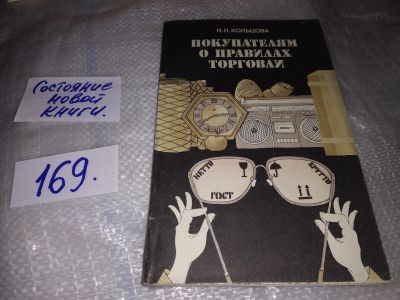 Состояние
новой
книги.
169.
И.Н.КОЛЬЦОВА
ПОКУПАТЕЛЯМ
О ПРАВИЛАХ
ТОРГОВЛИ
НЕТТО
БРУТТО
ГОСТ